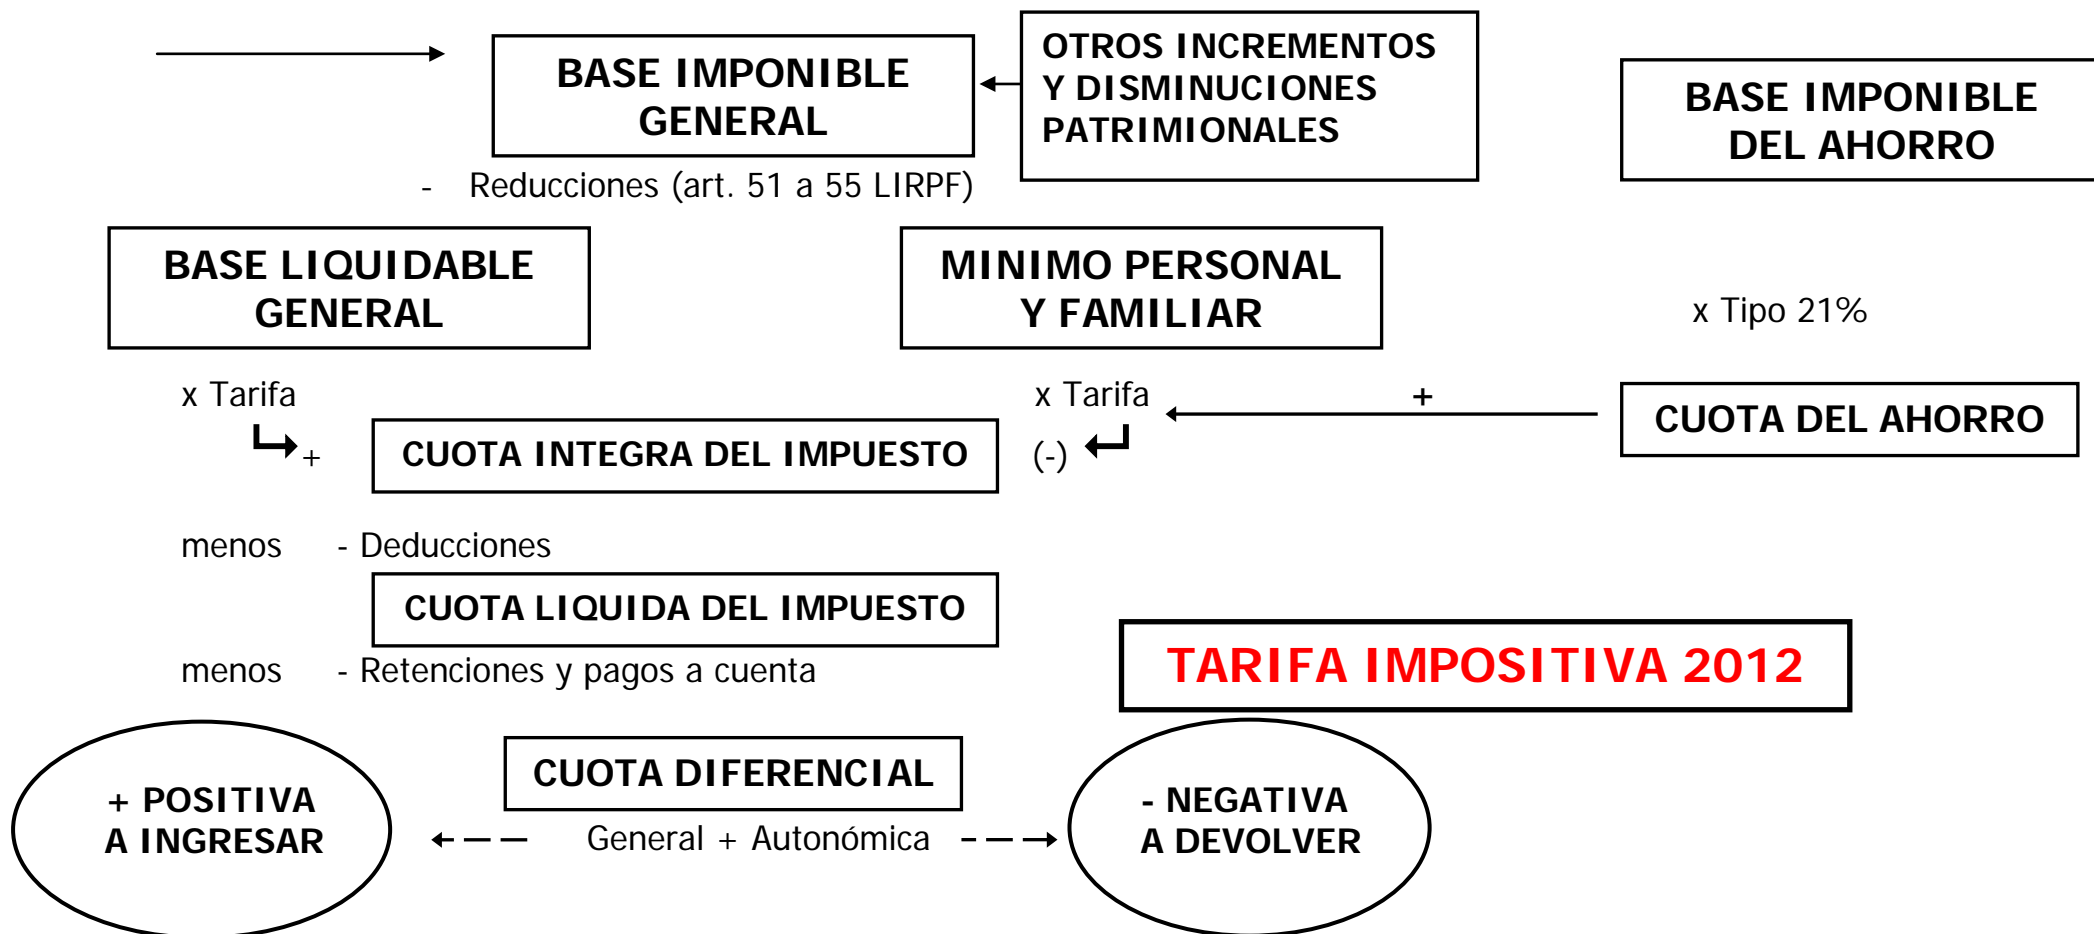 BASE IMPONIBLE
GENERAL
OTROS INCREMENTOS
Y DISMINUCIONES
PATRIMIONALES
BASE IMPONIBLE
DEL AHORRO
- Reducciones (art. 51 a 55 LIRPF)
BASE LIQUIDABLE
GENERAL
MINIMO PERSONAL
Y FAMILIAR
x Tipo 21%
x Tarifa
x Tarifa
+
CUOTA DEL AHORRO
+
CUOTA INTEGRA DEL IMPUESTO
(-)
menos - Deducciones
CUOTA LIQUIDA DEL IMPUESTO
menos - Retenciones y pagos a cuenta
TARIFA IMPOSITIVA 2012
+ POSITIVA
A INGRESAR
CUOTA DIFERENCIAL
General + Autonómica
- NEGATIVA
A DEVOLVER